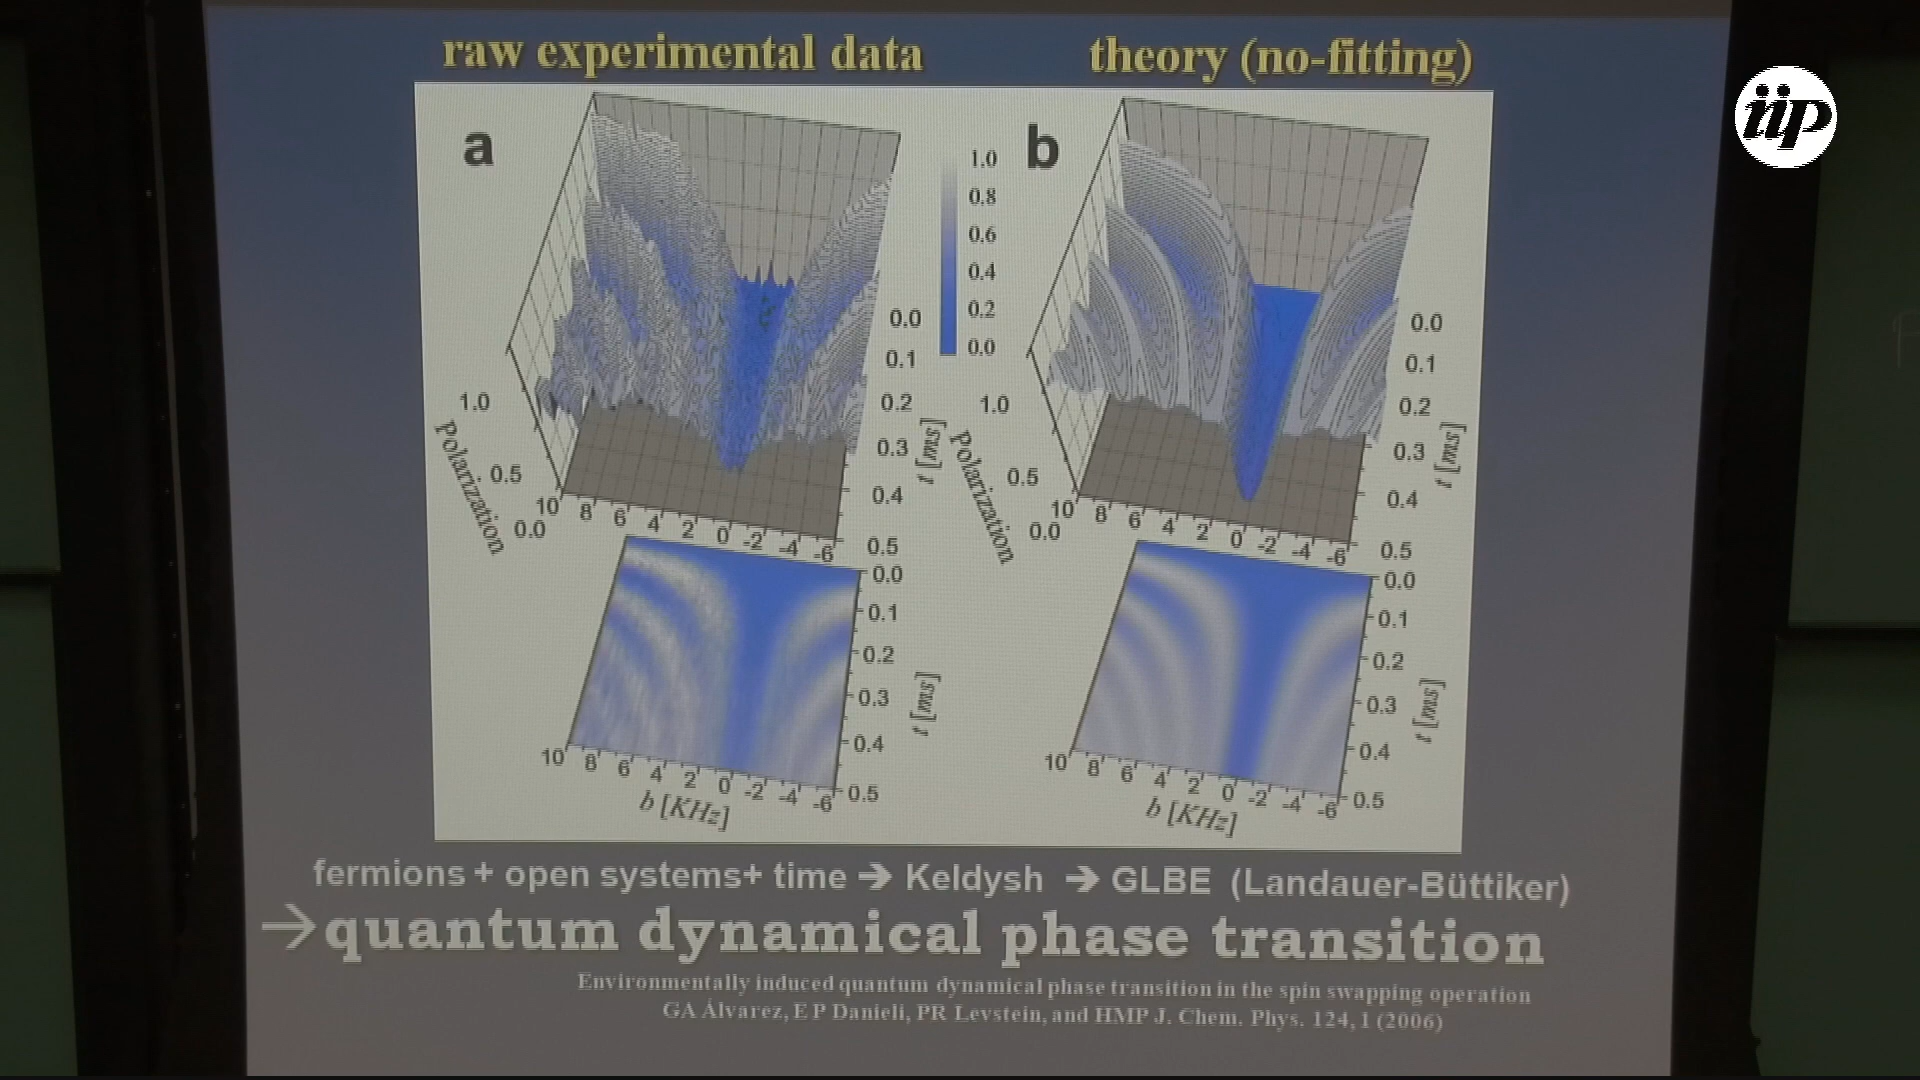 raw experimental data
theory (no-fitting)
iip
a
b
1.0
0.8
0.6
0.4
0.2
0.0
0.0
0.1
0.2
0.3
0.4
0.5
t [ms]
1.0
0.5
0.0
Polarization
10 8 6 4 2 0 -2 -4 -6
0.0
0.1
0.2
0.3
0.4
0.5
t [ms]
1.0
0.5
0.0
Polarization
10 8 6 4 2 0 -2 -4 -6
0.0
0.1
0.2
0.3
0.4
0.5
t [ms]
10 8 6 4 2 0 -2 -4 -6
b [KHz]
0.0
0.1
0.2
0.3
0.4
0.5
t [ms]
10 8 6 4 2 0 -2 -4 -6
b [KHz]
fermions + open systems+ time ➔ Keldysh ➔ GLBE (Landauer-Büttiker)
→quantum dynamical phase transition
Environmentally induced quantum dynamical phase transition in the spin swapping operation
GA Álvarez, E P Danieli, PR Levstein, and HMP J. Chem. Phys. 124, 1 (2006)